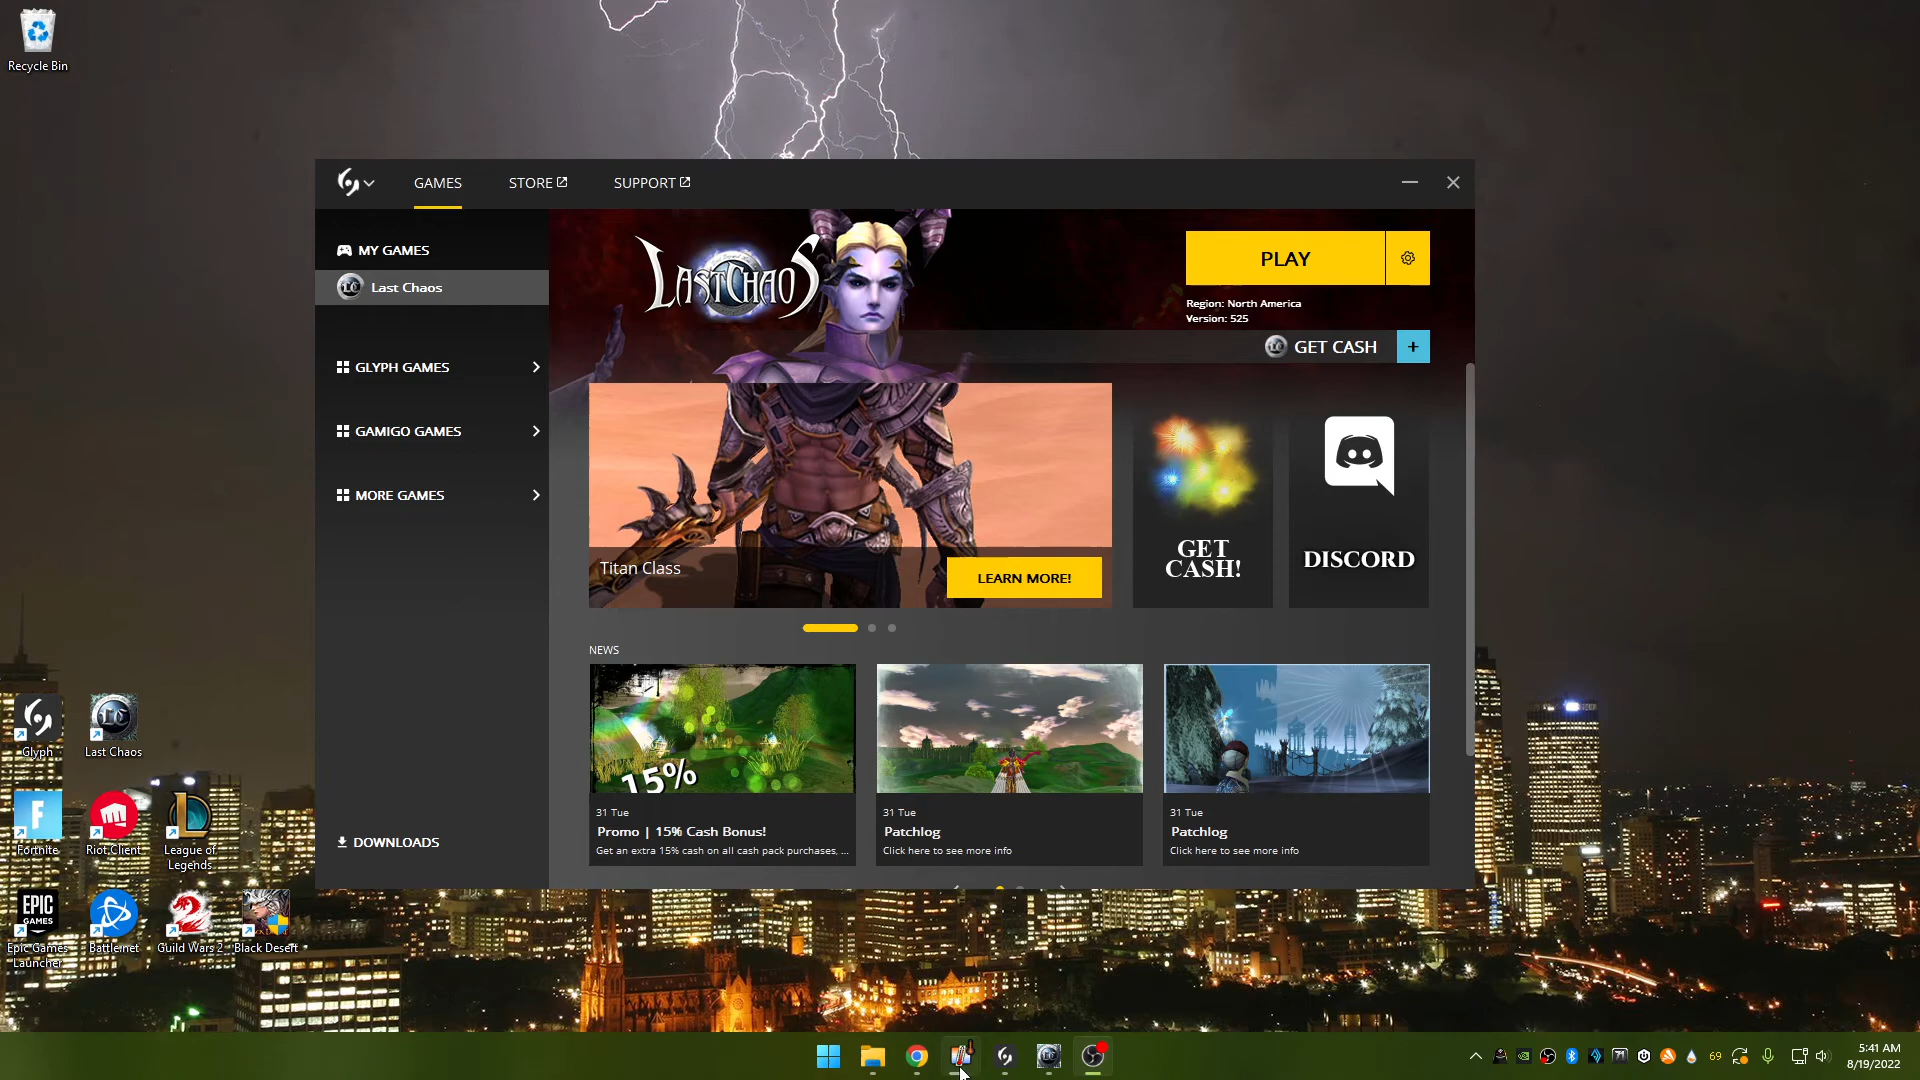 Recycle Bin
GAMES
STORE
SUPPORT
MY GAMES
Last Chaos
GLYPH GAMES
GAMIGO GAMES
MORE GAMES
DOWNLOADS
LASTCHAOS
PLAY
Region: North America
Version: 525
GET CASH
+
Titan Class
LEARN MORE!
GET
CASH!
DISCORD
NEWS
15%
31 Tue
Promo | 15% Cash Bonus!
Get an extra 15% cash on all cash pack purchases, ...
31 Tue
Patchlog
Click here to see more info
31 Tue
Patchlog
Click here to see more info
Glyph
Last Chaos
Fortnite
Riot Client
League of
Legends
EPIC
GAMES
Epic Games
Launcher
Battle.net
Guild Wars 2
Black Desert
69
5:41 AM
8/19/2022